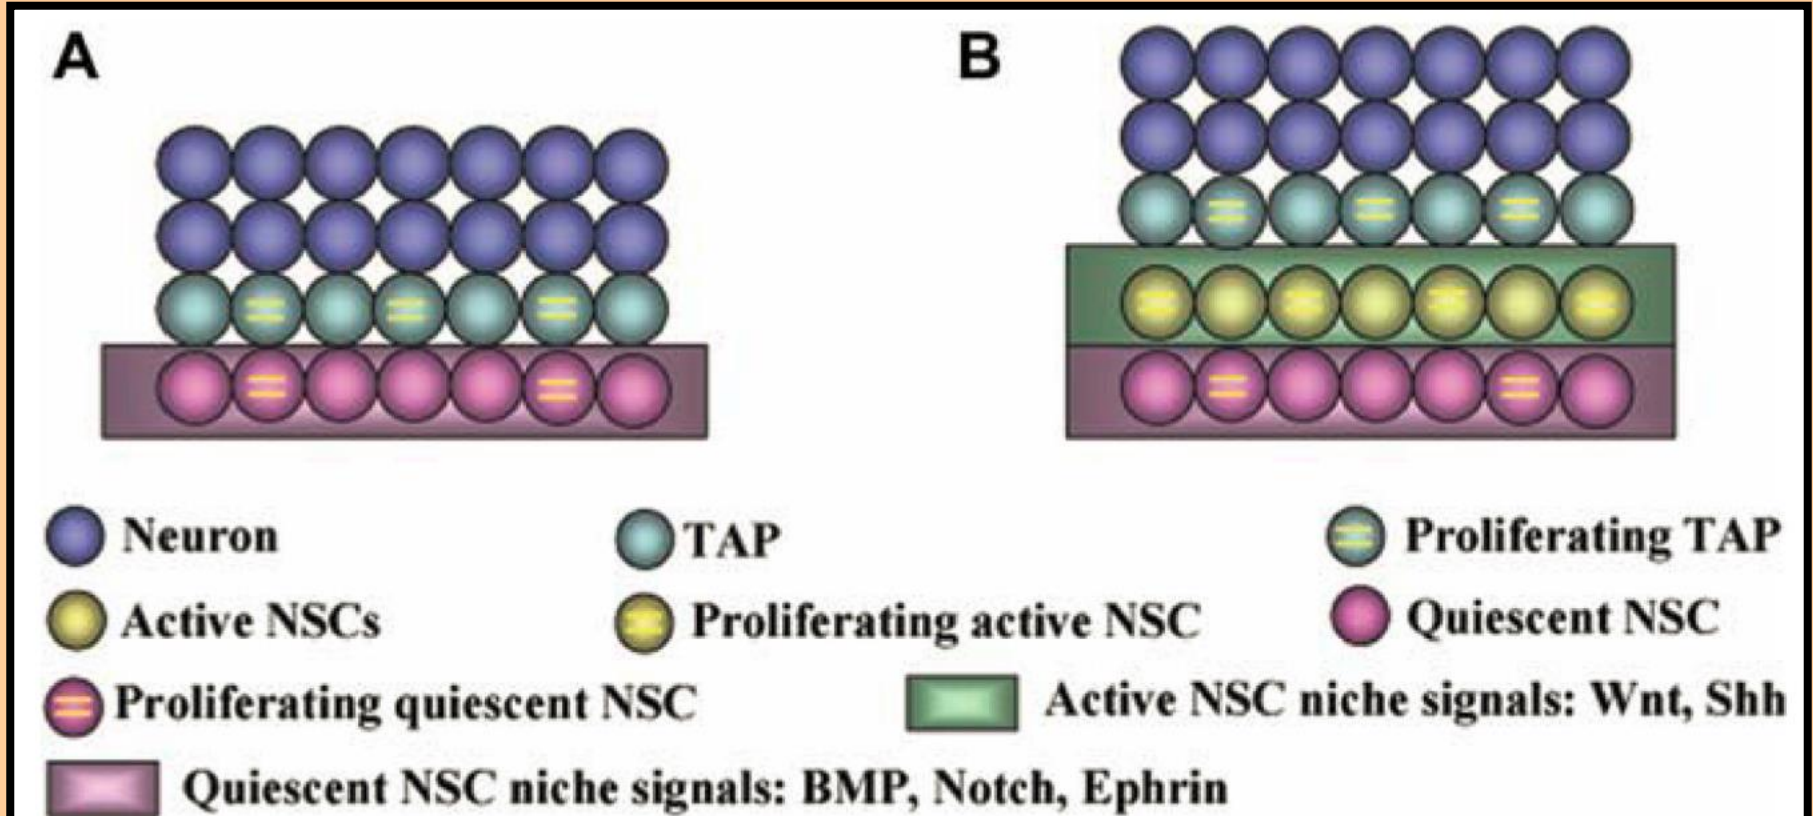 A
B
Neuron
TAP
Proliferating TAP
Active NSCs
Proliferating active NSC
Quiescent NSC
Proliferating quiescent NSC
Active NSC niche signals: Wnt, Shh
Quiescent NSC niche signals: BMP, Notch, Ephrin